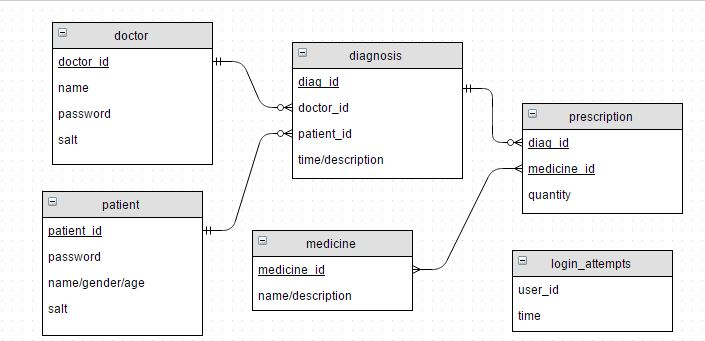 doctor
doctor_id
name
password
salt
diagnosis
diag_id
doctor_id
patient_id
time/description
prescription
diag_id
medicine_id
quantity
patient
patient_id
password
name/gender/age
salt
medicine
medicine_id
name/description
login_attempts
user_id
time